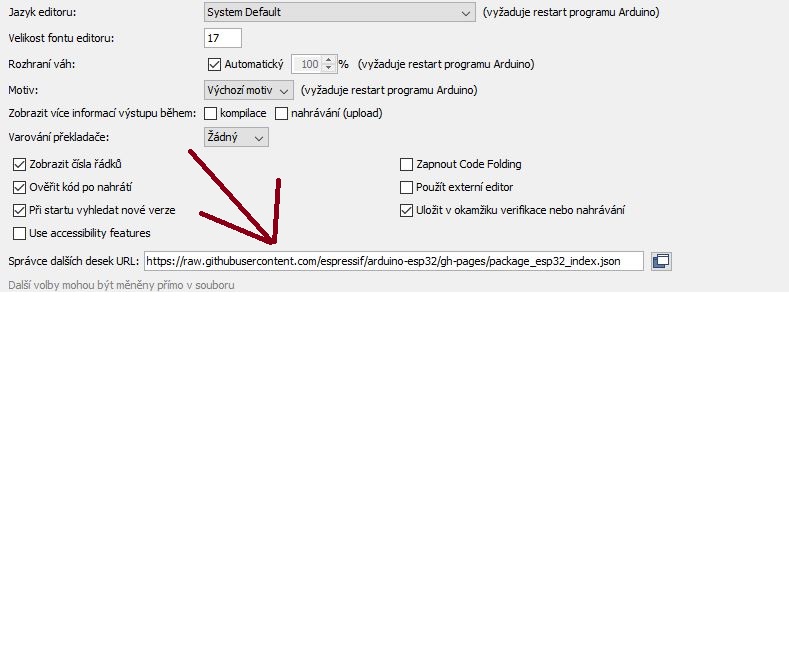 Jazyk editoru: System Default (vyžaduje restart programu Arduino)
Velikost fontu editoru: 17
Rozhraní váh: Automatický 100 % (vyžaduje restart programu Arduino)
Motiv: Výchozí motiv (vyžaduje restart programu Arduino)
Zobrazit více informací výstupu během: kompilace nahrávání (upload)
Varování překladače: Žádný
Zobrazit čísla řádků Zapnout Code Folding
Ověřit kód po nahrátí Použít externí editor
Při startu vyhledat nové verze Uložit v okamžiku verifikace nebo nahrávání
Use accessibility features
Správce dalších desek URL: https://raw.githubusercontent.com/espressif/arduino-esp32/gh-pages/package_esp32_index.json
Další volby mohou být měněny přímo v souboru